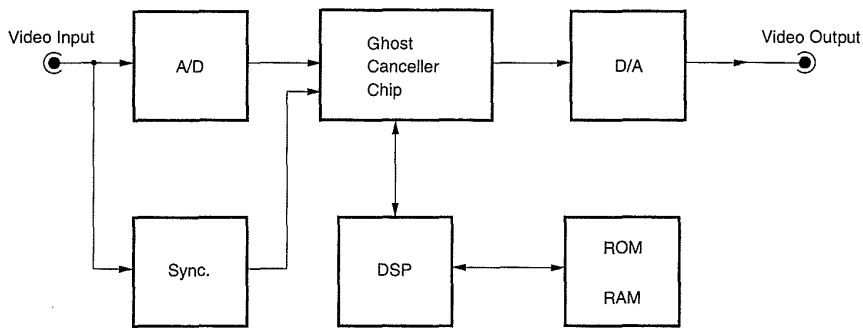 Video Input
A/D
Ghost
Canceller
Chip
D/A
Video Output
Sync.
DSP
ROM
RAM